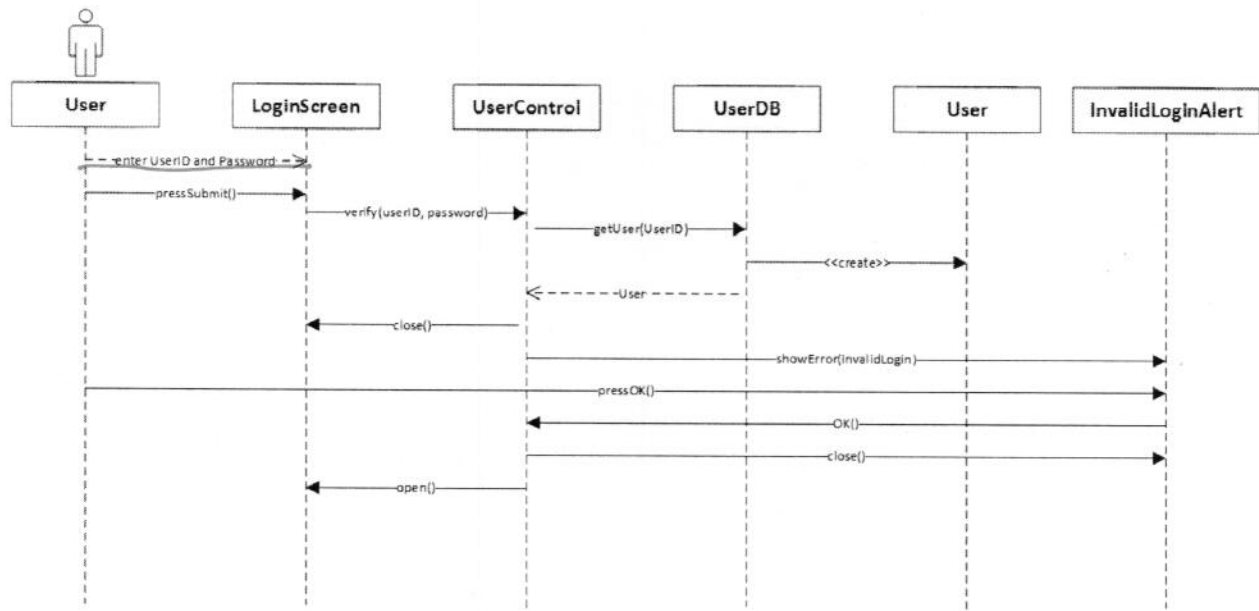 User
LoginScreen
UserControl
UserDB
User
InvalidLoginAlert
enter UserID and Password
pressSubmit()
verify(userID, password)
getUser(UserID)
<<create>>
User
close()
showError(invalidLogin)
pressOK()
OK()
close()
open()